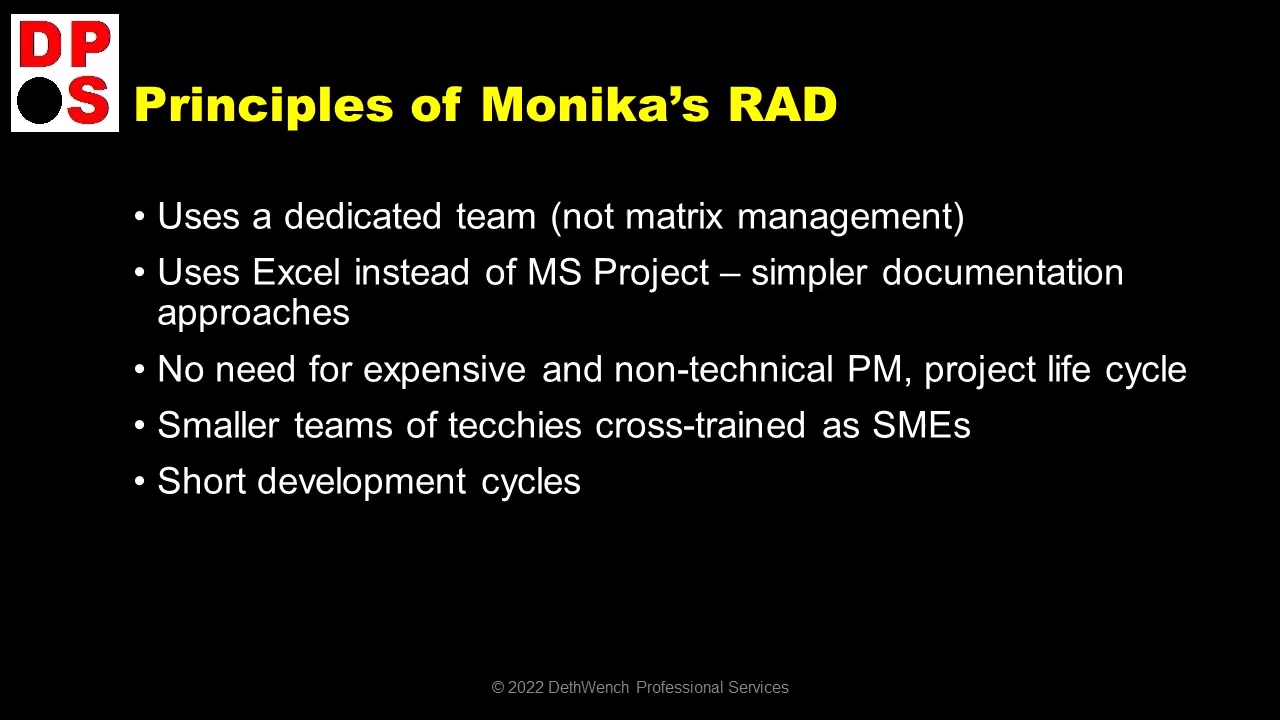 DP
S
Principles of Monika’s RAD
• Uses a dedicated team (not matrix management)
• Uses Excel instead of MS Project – simpler documentation
approaches
• No need for expensive and non-technical PM, project life cycle
• Smaller teams of tecchies cross-trained as SMEs
• Short development cycles
© 2022 DethWench Professional Services